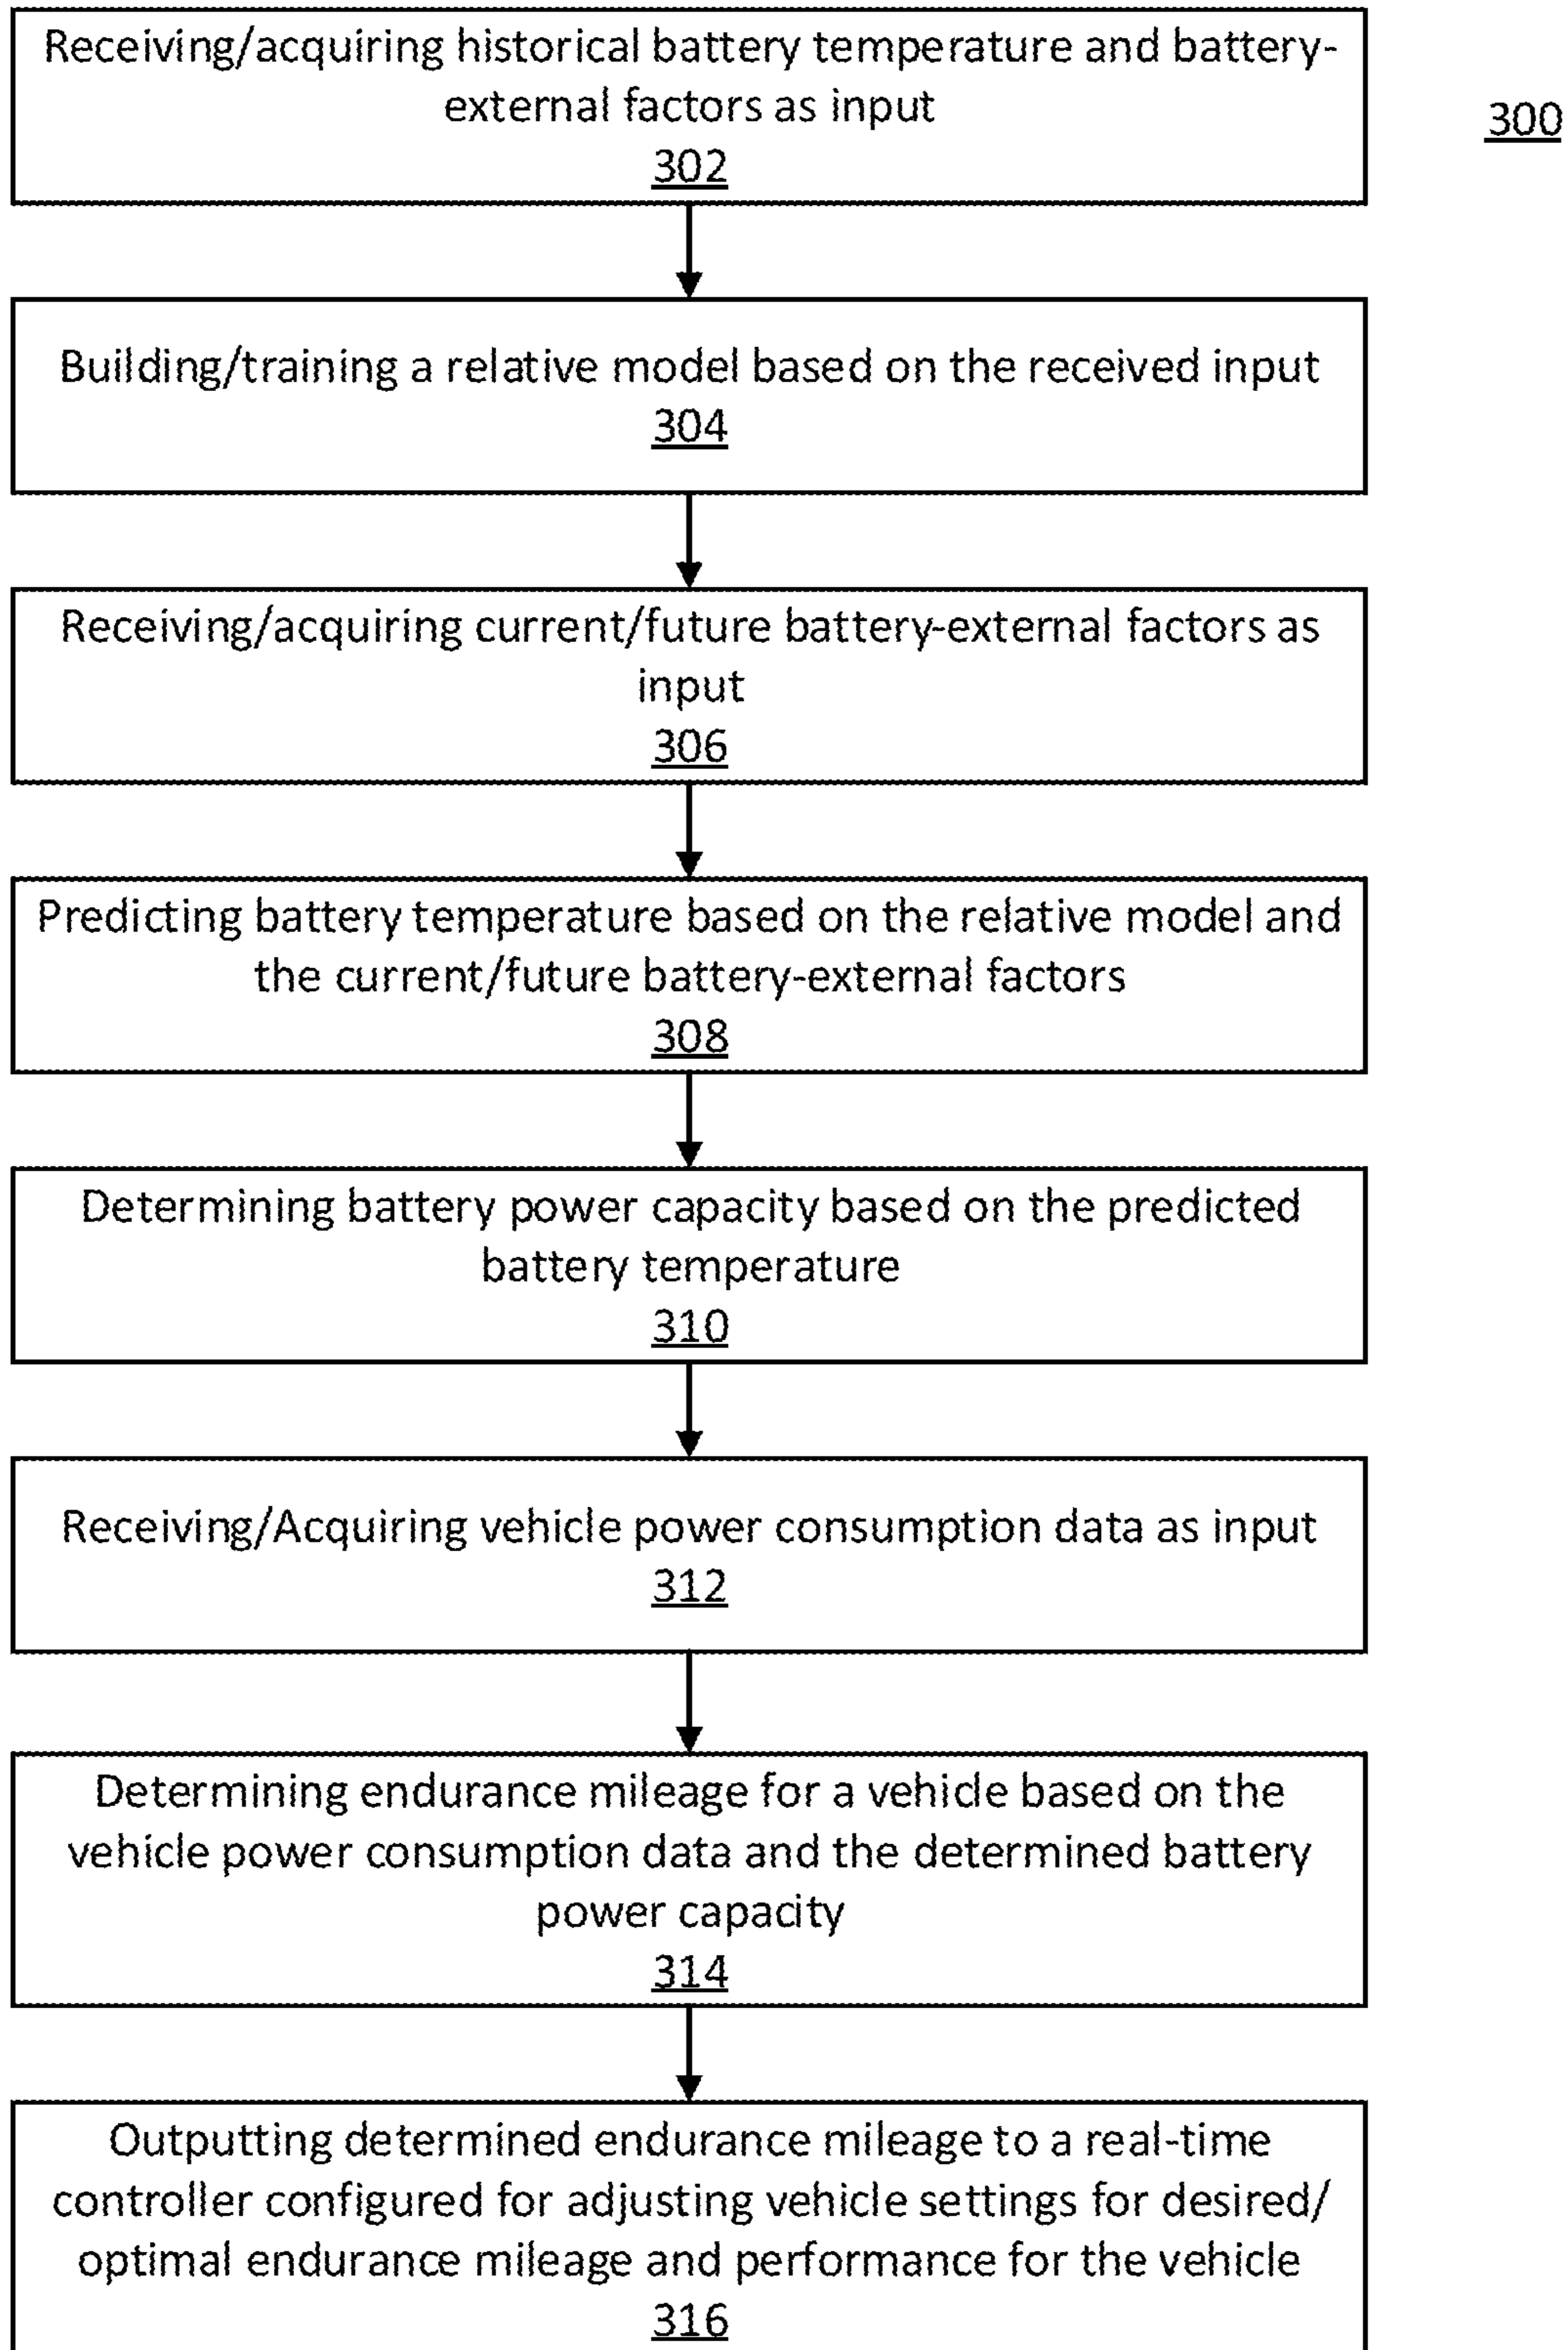 Receiving/acquiring historical battery temperature and battery-
external factors as input
302
300
Building/training a relative model based on the received input
304
Receiving/acquiring current/future battery-external factors as
input
306
Predicting battery temperature based on the relative model and
the current/future battery-external factors
308
Determining battery power capacity based on the predicted
battery temperature
310
Receiving/Acquiring vehicle power consumption data as input
312
Determining endurance mileage for a vehicle based on the
vehicle power consumption data and the determined battery
power capacity
314
Outputting determined endurance mileage to a real-time
controller configured for adjusting vehicle settings for desired/
optimal endurance mileage and performance for the vehicle
316